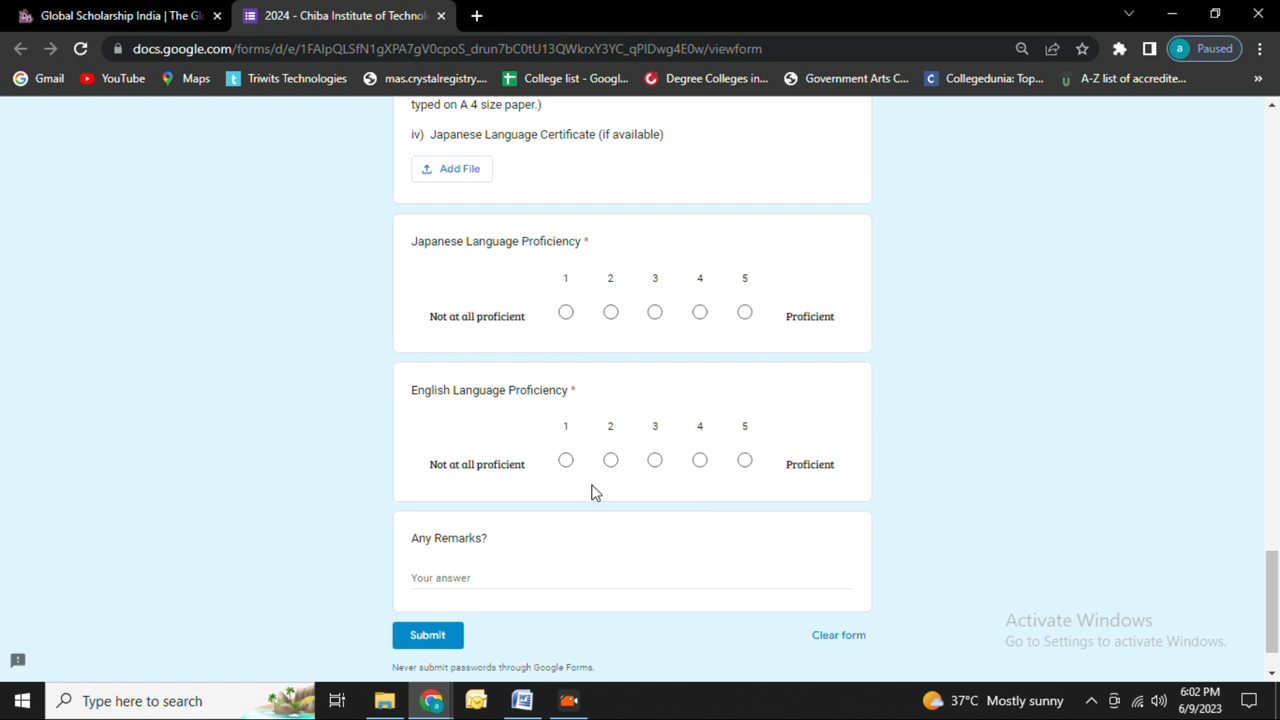 Global Scholarship India | The Gl
2024 - Chiba Institute of Technol
docs.google.com/forms/d/e/1FAIpQLSfN1gXPA7gV0cpoS_drun7bC0tU13QWkrxY3YC_qPIDwg4E0w/viewform
a Paused
Gmail
YouTube
Maps
Triwits Technologies
mas.crystalregistry....
College list - Googl...
Degree Colleges in...
Government Arts C...
Collegedunia: Top...
A-Z list of accredite...
typed on A 4 size paper.)
iv) Japanese Language Certificate (if available)
Add File
Japanese Language Proficiency *
1 2 3 4 5
Not at all proficient Proficient
English Language Proficiency *
1 2 3 4 5
Not at all proficient Proficient
Any Remarks?
Your answer
Submit
Clear form
Never submit passwords through Google Forms.
Activate Windows
Go to Settings to activate Windows.
Type here to search
37°C Mostly sunny
6:02 PM
6/9/2023